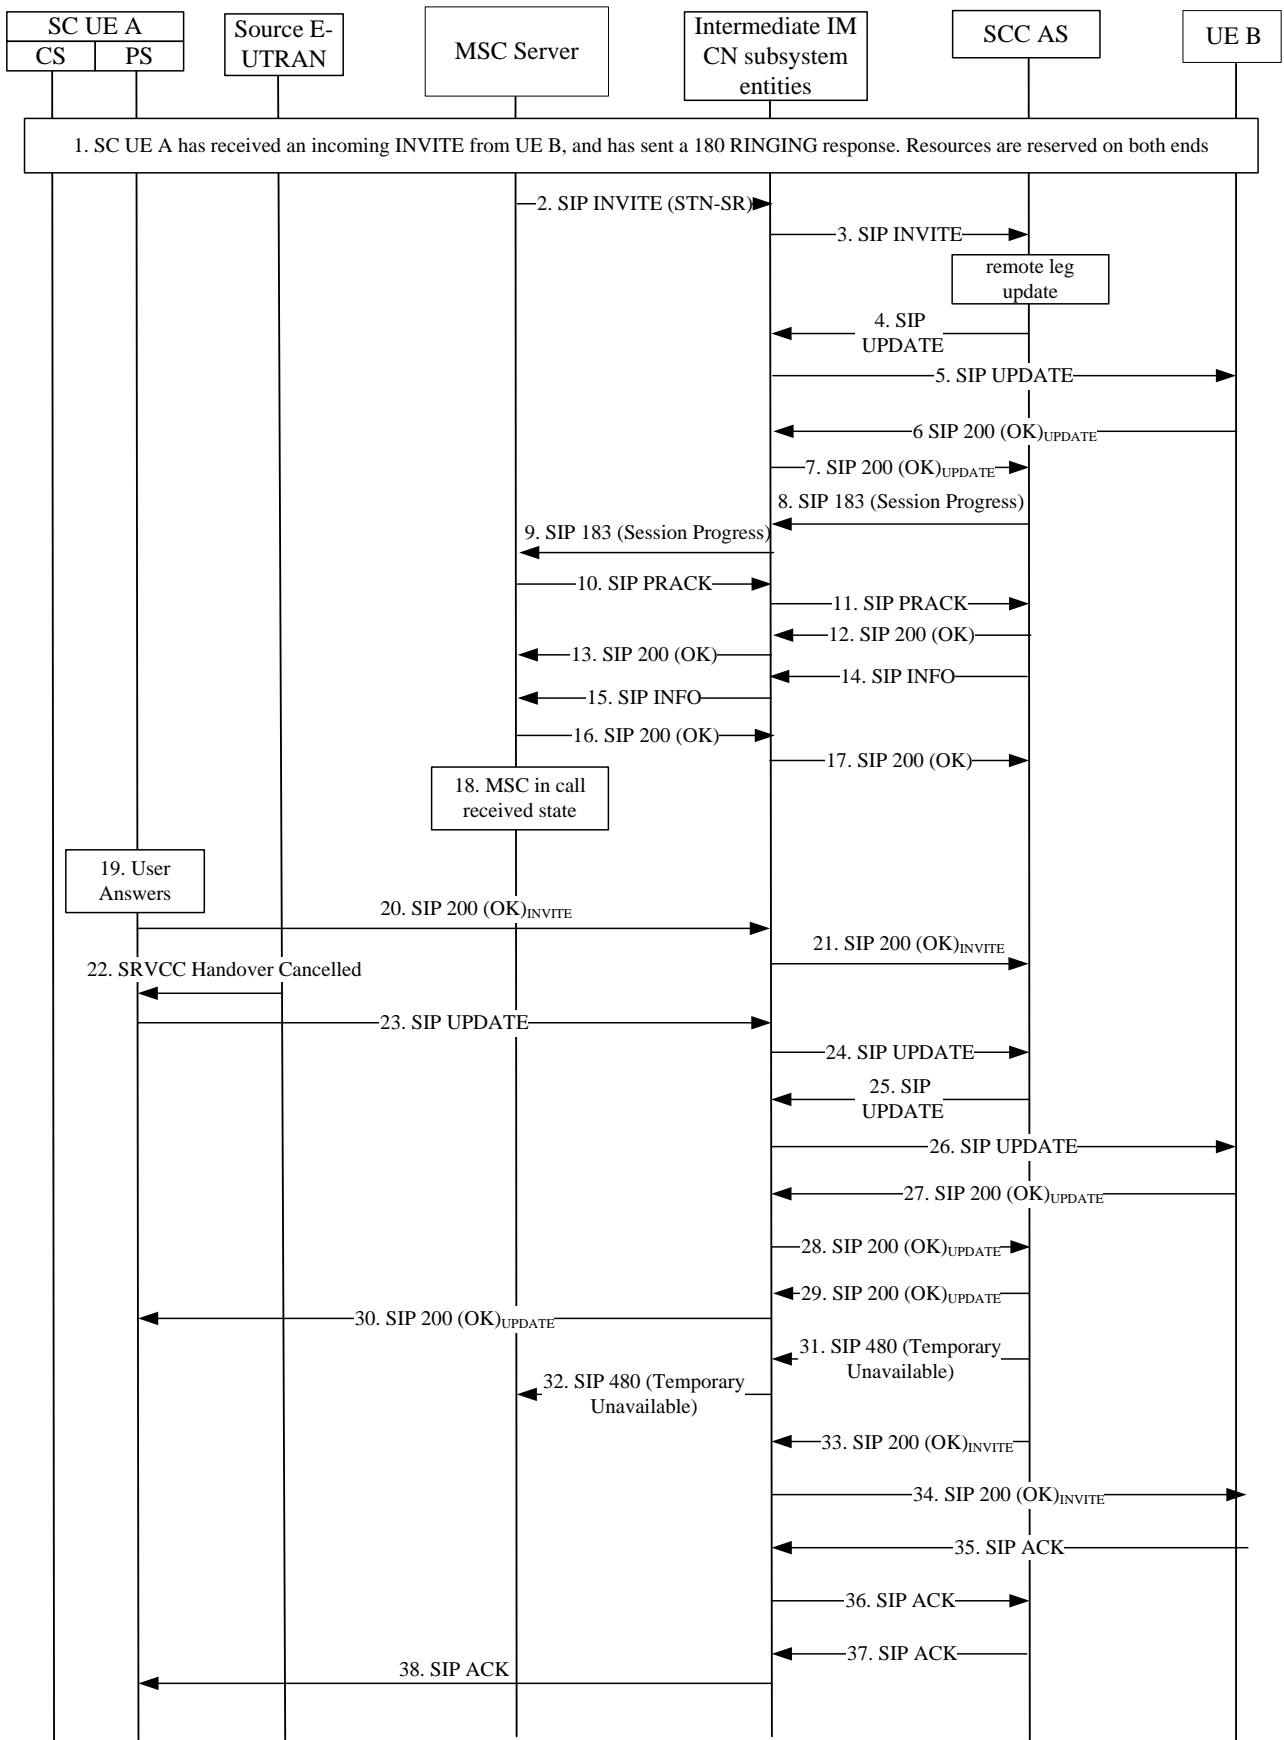 SC UE A
CS
PS
Source E-
UTRAN
MSC Server
Intermediate IM
CN subsystem
entities
SCC AS
UE B
1. SC UE A has received an incoming INVITE from UE B, and has sent a 180 RINGING response. Resources are reserved on both ends
2. SIP INVITE (STN-SR)
3. SIP INVITE
remote leg
update
4. SIP
UPDATE
5. SIP UPDATE
6 SIP 200 (OK)UPDATE
7. SIP 200 (OK)UPDATE
8. SIP 183 (Session Progress)
9. SIP 183 (Session Progress)
10. SIP PRACK
11. SIP PRACK
12. SIP 200 (OK)
13. SIP 200 (OK)
14. SIP INFO
15. SIP INFO
16. SIP 200 (OK)
17. SIP 200 (OK)
18. MSC in call
received state
19. User
Answers
20. SIP 200 (OK)INVITE
21. SIP 200 (OK)INVITE
22. SRVCC Handover Cancelled
23. SIP UPDATE
24. SIP UPDATE
25. SIP
UPDATE
26. SIP UPDATE
27. SIP 200 (OK)UPDATE
28. SIP 200 (OK)UPDATE
29. SIP 200 (OK)UPDATE
30. SIP 200 (OK)UPDATE
31. SIP 480 (Temporary
Unavailable)
32. SIP 480 (Temporary
Unavailable)
33. SIP 200 (OK)INVITE
34. SIP 200 (OK)INVITE
35. SIP ACK
36. SIP ACK
37. SIP ACK
38. SIP ACK